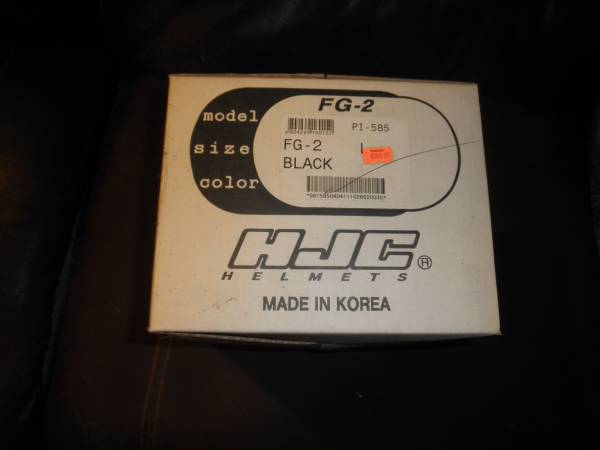 FG-2
model
size
color
PI-585
FG-2 L
BLACK
HJC®
HELMETS
MADE IN KOREA